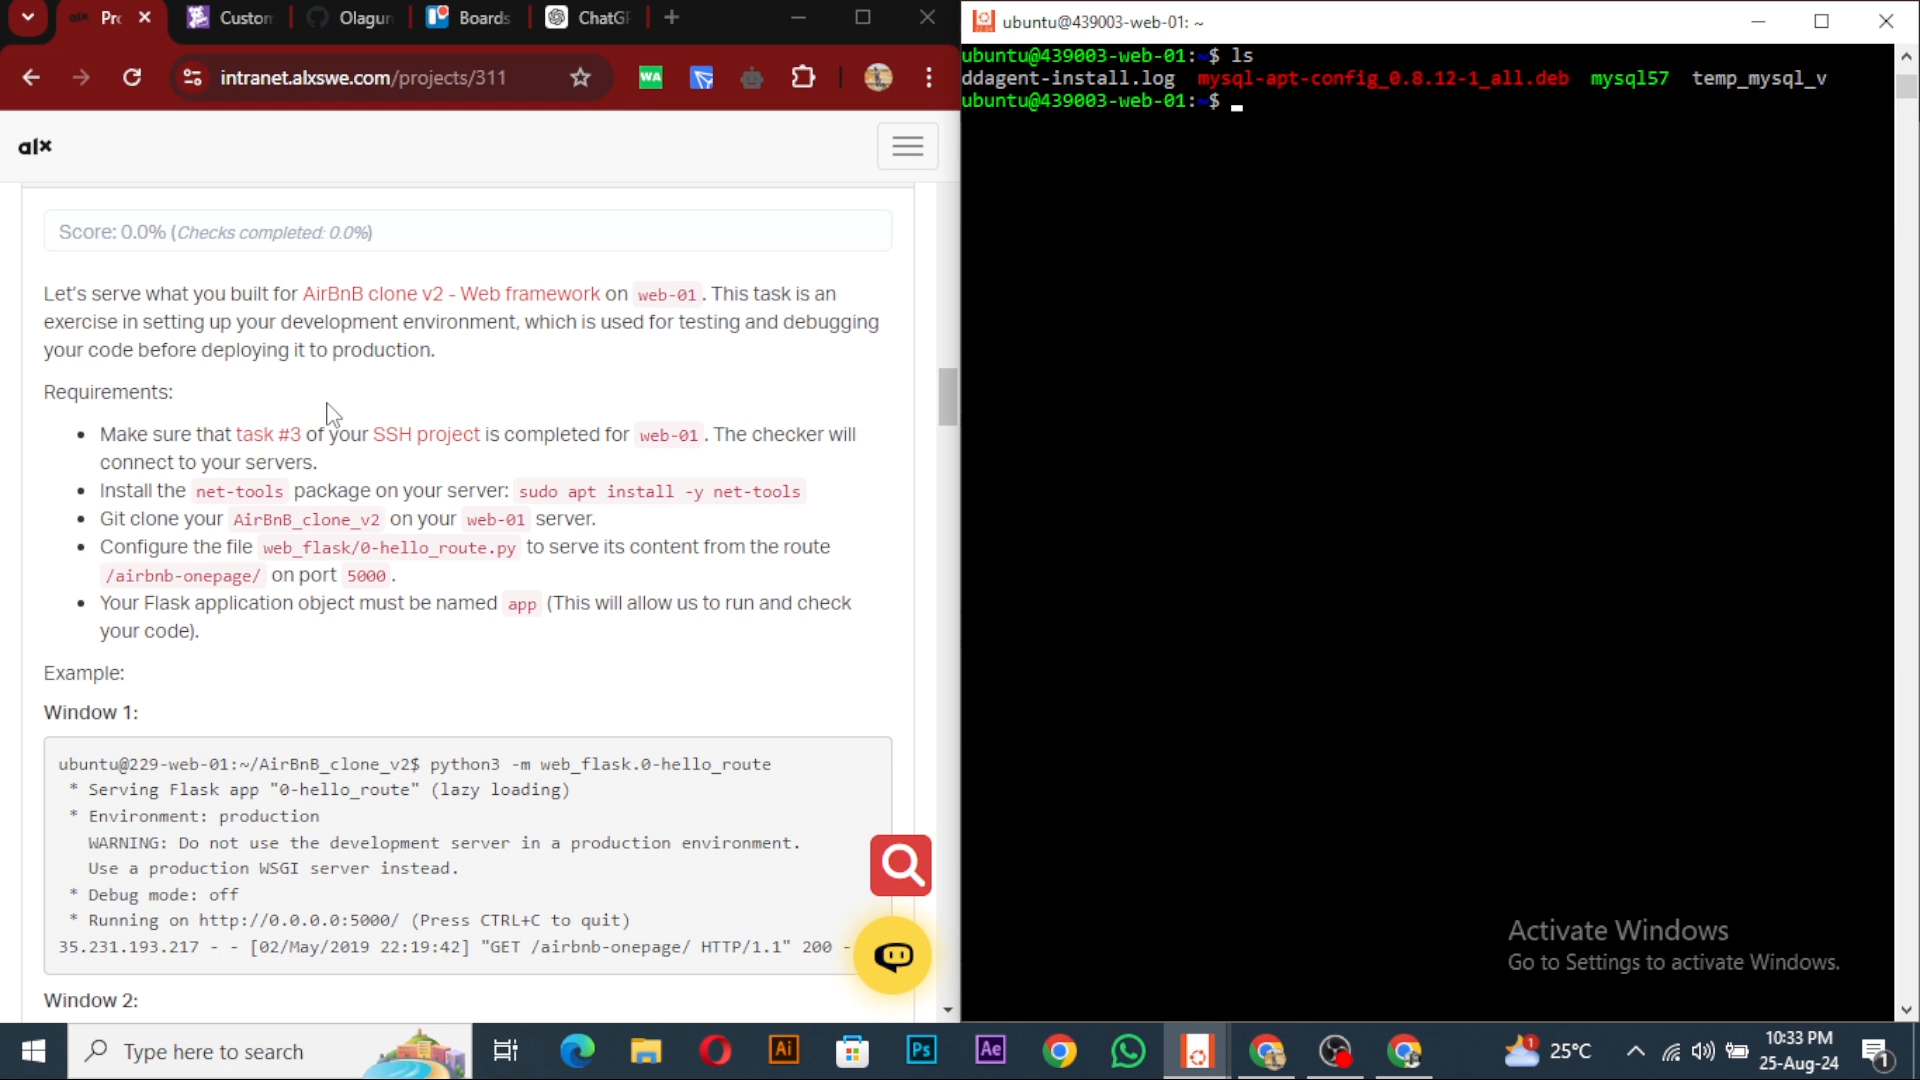 Pro
Custom
Olagun
Boards
ChatGP
ubuntu@439003-web-01: ~
intranet.alxswe.com/projects/311
WA
alx
Score: 0.0% (Checks completed: 0.0%)
Let's serve what you built for AirBnB clone v2 - Web framework on web-01 . This task is an
exercise in setting up your development environment, which is used for testing and debugging
your code before deploying it to production.
Requirements:
• Make sure that task #3 of your SSH project is completed for web-01 . The checker will
connect to your servers.
• Install the net-tools package on your server: sudo apt install -y net-tools
• Git clone your AirBnB_clone_v2 on your web-01 server.
• Configure the file web_flask/0-hello_route.py to serve its content from the route
/airbnb-onepage/ on port 5000 .
• Your Flask application object must be named app (This will allow us to run and check
your code).
Example:
Window 1:
ubuntu@229-web-01:~/AirBnB_clone_v2$ python3 -m web_flask.0-hello_route
* Serving Flask app "0-hello_route" (lazy loading)
* Environment: production
WARNING: Do not use the development server in a production environment.
Use a production WSGI server instead.
* Debug mode: off
* Running on http://0.0.0.0:5000/ (Press CTRL+C to quit)
35.231.193.217 - - [02/May/2019 22:19:42] "GET /airbnb-onepage/ HTTP/1.1" 200 -
Window 2:
ubuntu@439003-web-01:~$ ls
ddagent-install.log mysql-apt-config_0.8.12-1_all.deb mysql57 temp_mysql_v
ubuntu@439003-web-01:~$ _
Activate Windows
Go to Settings to activate Windows.
Type here to search
Ai
Ps
Ae
1
25°C
10:33 PM
25-Aug-24
1